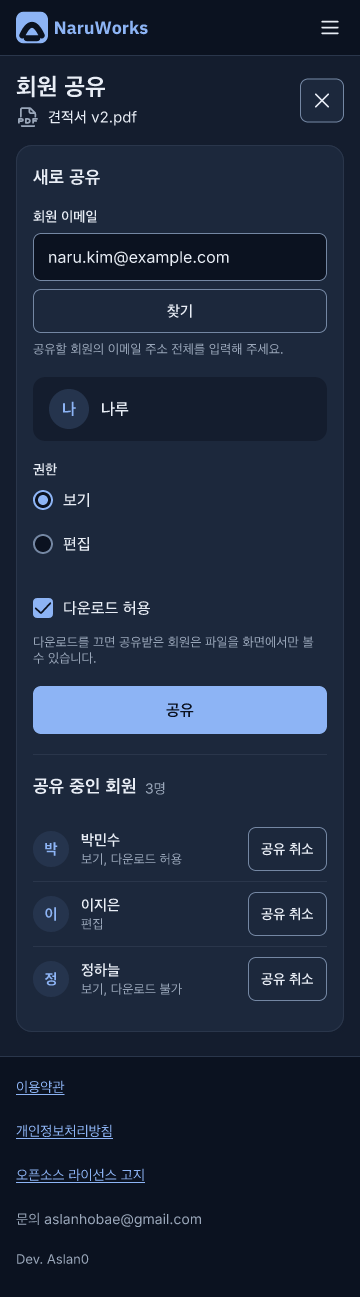 NaruWorks
회원 공유
PDF 견적서 v2.pdf
새로 공유
회원 이메일
naru.kim@example.com
찾기
공유할 회원의 이메일 주소 전체를 입력해 주세요.
나 나루
권한
보기
편집
다운로드 허용
다운로드를 끄면 공유받은 회원은 파일을 화면에서만 볼
수 있습니다.
공유
공유 중인 회원 3명
박 박민수 공유 취소
보기, 다운로드 허용
이 이지은 공유 취소
편집
정 정하늘 공유 취소
보기, 다운로드 불가
이용약관
개인정보처리방침
오픈소스 라이선스 고지
문의 aslanhobae@gmail.com
Dev. Aslan0